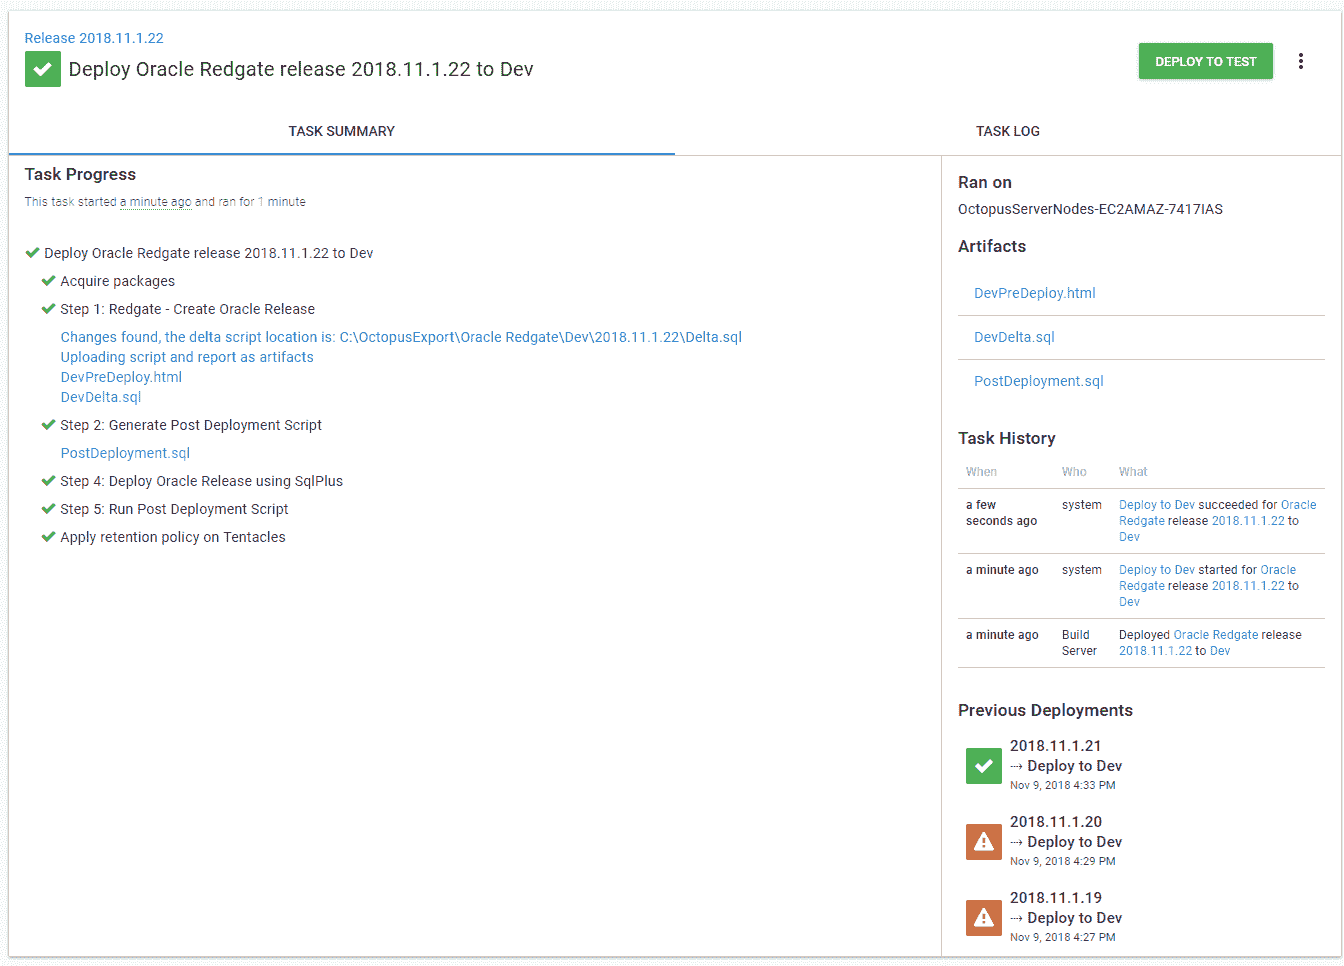 Release 2018.11.1.22
Deploy Oracle Redgate release 2018.11.1.22 to Dev
DEPLOY TO TEST
TASK SUMMARY
TASK LOG
Task Progress
This task started a minute ago and ran for 1 minute
Deploy Oracle Redgate release 2018.11.1.22 to Dev
Acquire packages
Step 1: Redgate - Create Oracle Release
Changes found, the delta script location is: C:\OctopusExport\Oracle Redgate\Dev\2018.11.1.22\Delta.sql
Uploading script and report as artifacts
DevPreDeploy.html
DevDelta.sql
Step 2: Generate Post Deployment Script
PostDeployment.sql
Step 4: Deploy Oracle Release using SqlPlus
Step 5: Run Post Deployment Script
Apply retention policy on Tentacles
Ran on
OctopusServerNodes-EC2AMAZ-7417IAS
Artifacts
DevPreDeploy.html
DevDelta.sql
PostDeployment.sql
Task History
When Who What
a few system Deploy to Dev succeeded for Oracle
seconds ago Redgate release 2018.11.1.22 to
Dev
a minute ago system Deploy to Dev started for Oracle
Redgate release 2018.11.1.22 to
Dev
a minute ago Build Deployed Oracle Redgate release
Server 2018.11.1.22 to Dev
Previous Deployments
2018.11.1.21
⇢ Deploy to Dev
Nov 9, 2018 4:33 PM
2018.11.1.20
⇢ Deploy to Dev
Nov 9, 2018 4:29 PM
2018.11.1.19
⇢ Deploy to Dev
Nov 9, 2018 4:27 PM